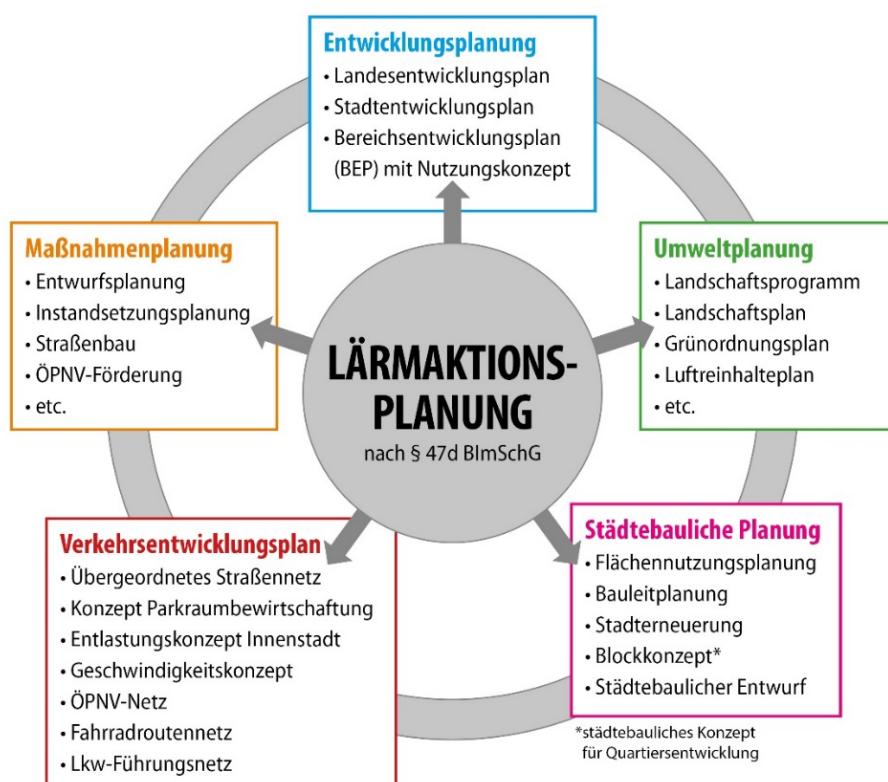 Entwicklungsplanung
• Landesentwicklungsplan
• Stadtentwicklungsplan
• Bereichsentwicklungsplan
(BEP) mit Nutzungskonzept
Maßnahmenplanung
• Entwurfsplanung
• Instandsetzungsplanung
• Straßenbau
• ÖPNV-Förderung
• etc.
Umweltplanung
• Landschaftsprogramm
• Landschaftsplan
• Grünordnungsplan
• Luftreinhalteplan
• etc.
LÄRMAKTIONS-
PLANUNG
nach § 47d BImSchG
Verkehrsentwicklungsplan
• Übergeordnetes Straßennetz
• Konzept Parkraumbewirtschaftung
• Entlastungskonzept Innenstadt
• Geschwindigkeitskonzept
• ÖPNV-Netz
• Fahrradroutennetz
• Lkw-Führungsnetz
Städtebauliche Planung
• Flächennutzungsplanung
• Bauleitplanung
• Stadterneuerung
• Blockkonzept*
• Städtebaulicher Entwurf
*städtebauliches Konzept
für Quartiersentwicklung